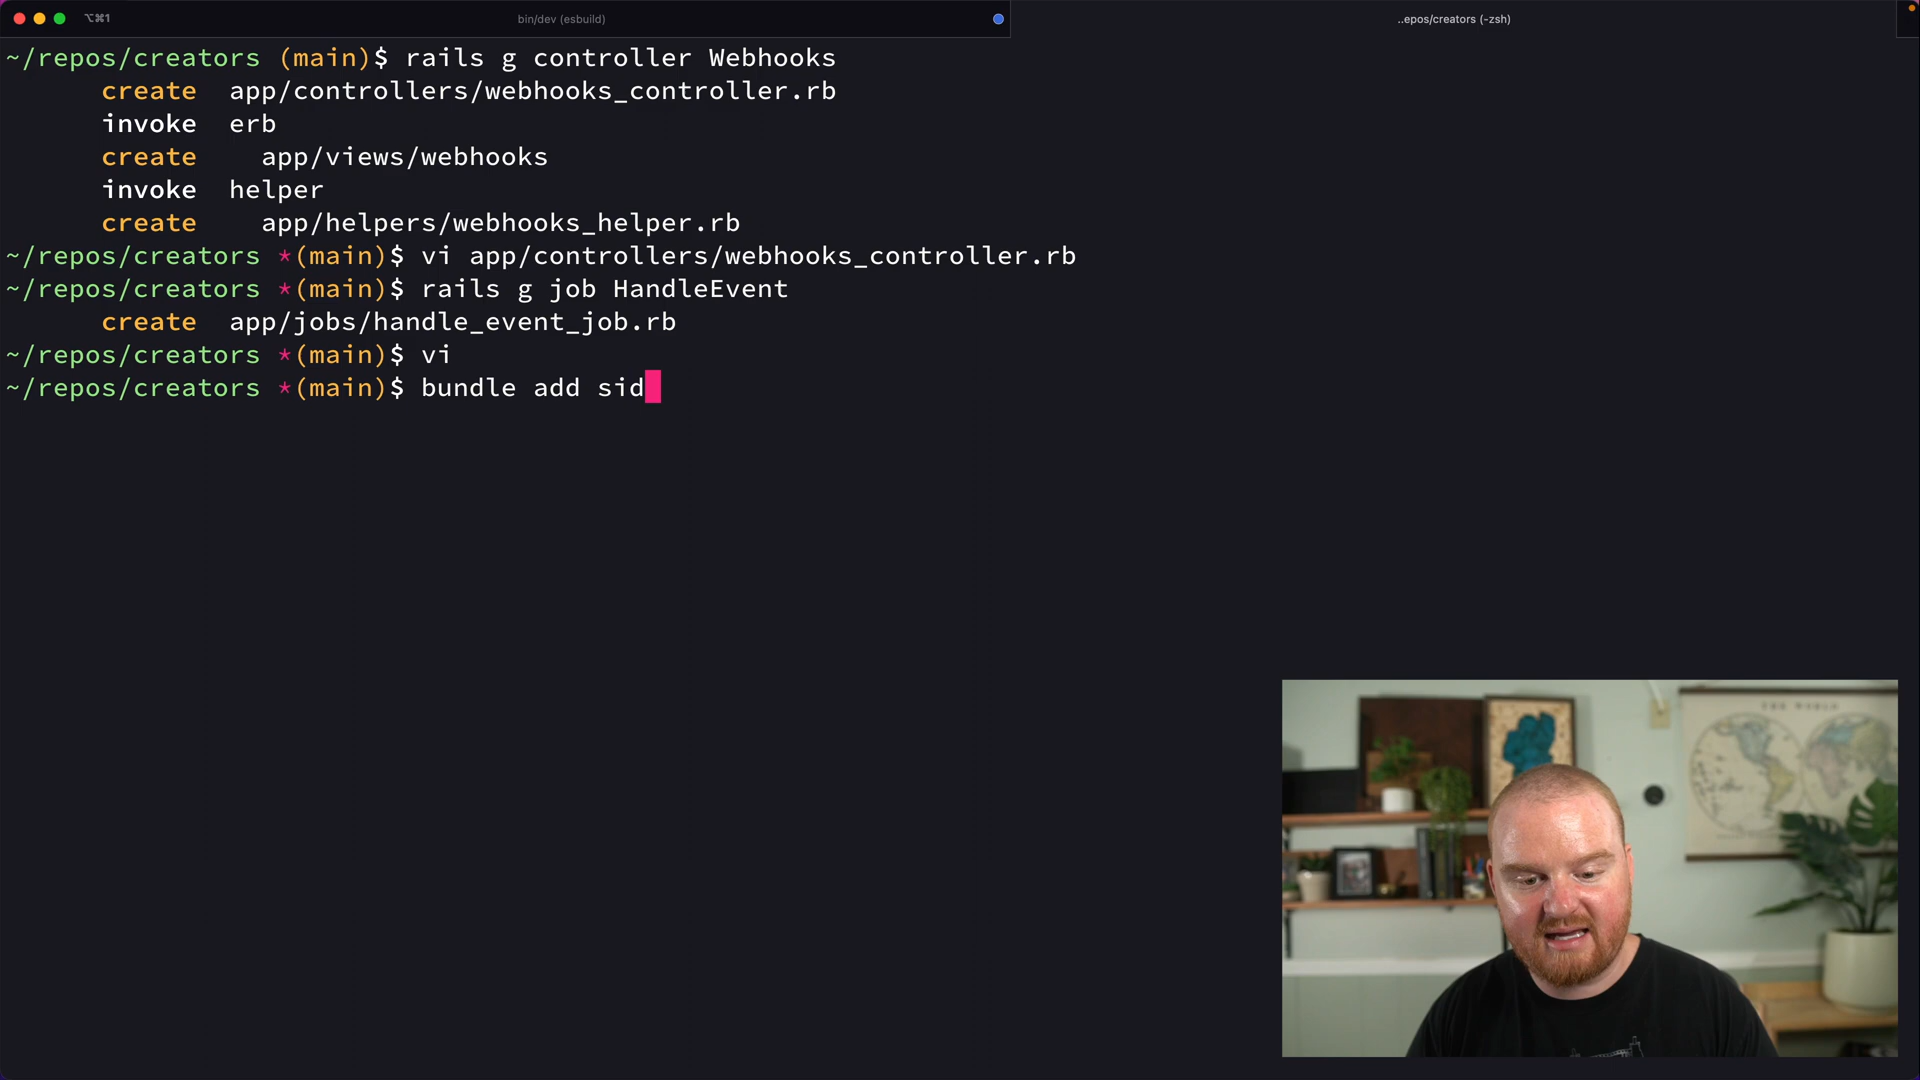 ⌥⌘1
bin/dev (esbuild)
..epos/creators (-zsh)
~/repos/creators (main)$ rails g controller Webhooks
create app/controllers/webhooks_controller.rb
invoke erb
create app/views/webhooks
invoke helper
create app/helpers/webhooks_helper.rb
~/repos/creators *(main)$ vi app/controllers/webhooks_controller.rb
~/repos/creators *(main)$ rails g job HandleEvent
create app/jobs/handle_event_job.rb
~/repos/creators *(main)$ vi
~/repos/creators *(main)$ bundle add sid
THE WORLD